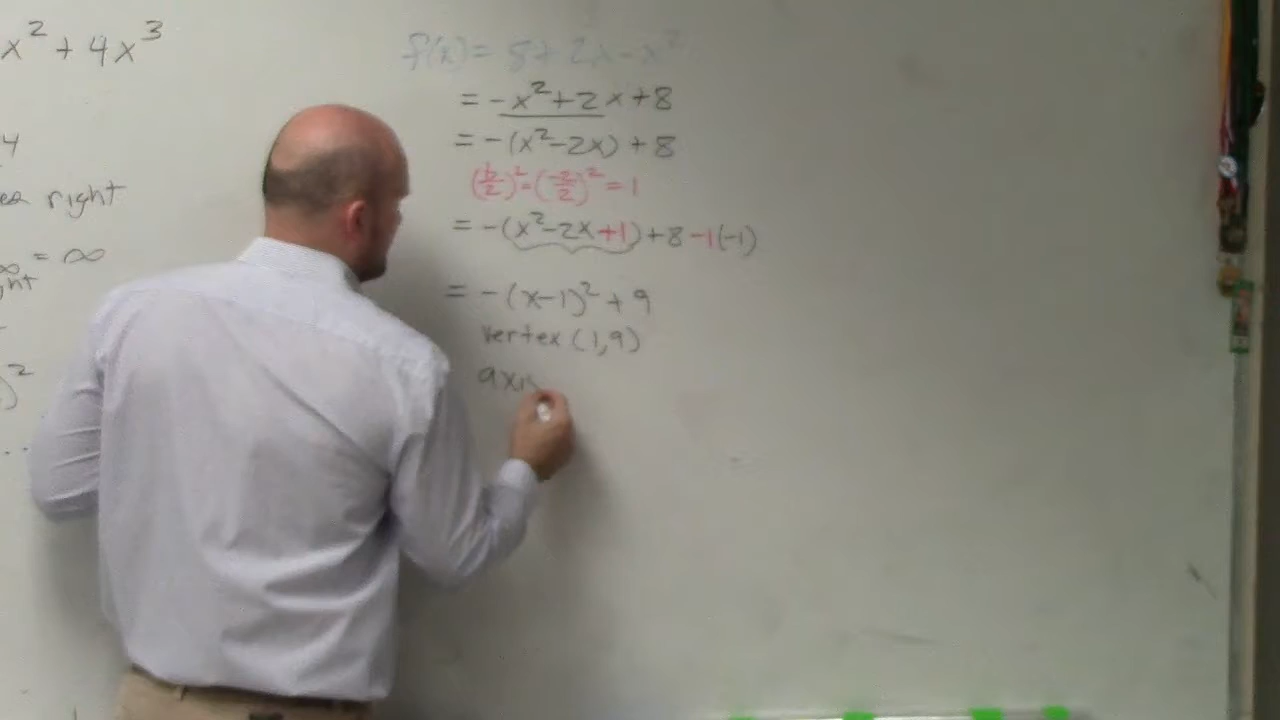 x² + 4x³
4
right
∞ = ∞
)²
f(x) = 8 + 2x - x²
= -x² + 2x + 8
= -(x² - 2x) + 8
(b/2)² = (-2/2)² = 1
= -(x² - 2x + 1) + 8 - 1(-1)
= -(x - 1)² + 9
vertex (1, 9)
axis